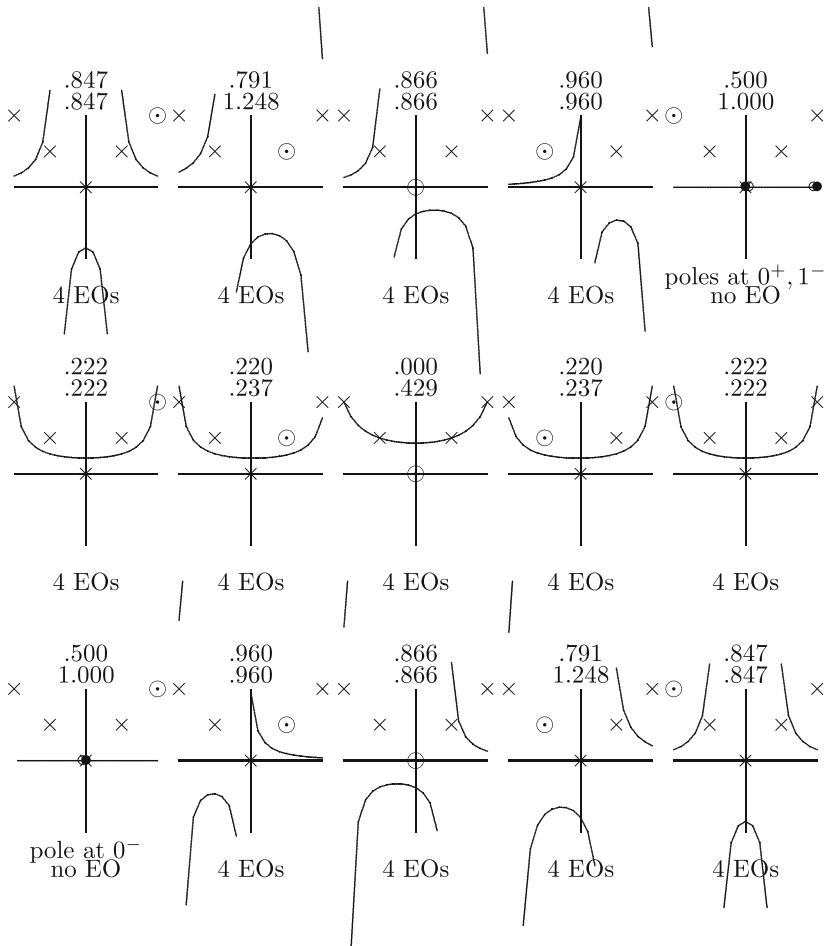 .847 .791 .866 .960 .500
.847 1.248 .866 .960 1.000
poles at 0⁺, 1⁻
4 EOs 4 EOs 4 EOs 4 EOs no EO
.222 .220 .000 .220 .222
.222 .237 .429 .237 .222
4 EOs 4 EOs 4 EOs 4 EOs 4 EOs
.500 .960 .866 .791 .847
1.000 .960 .866 1.248 .847
pole at 0⁻
no EO 4 EOs 4 EOs 4 EOs 4 EOs